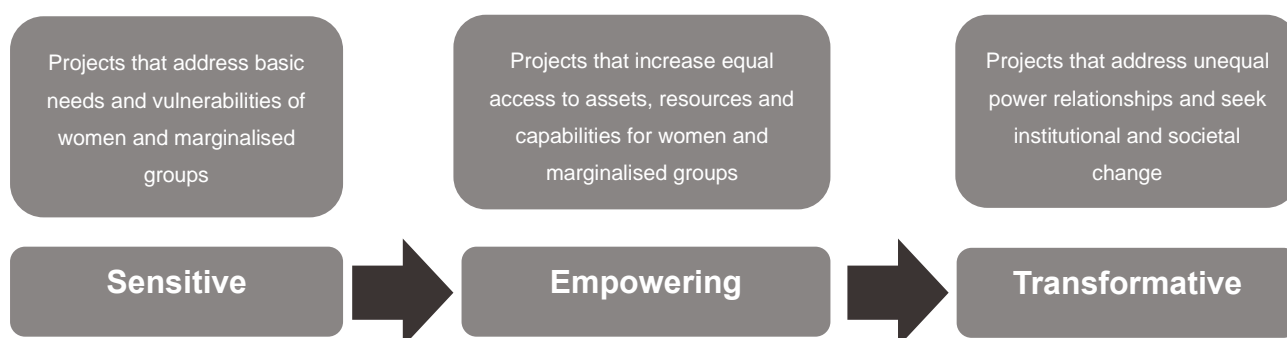 Projects that address basic
needs and vulnerabilities of
women and marginalised
groups
Projects that increase equal
access to assets, resources and
capabilities for women and
marginalised groups
Projects that address unequal
power relationships and seek
institutional and societal
change
Sensitive
Empowering
Transformative